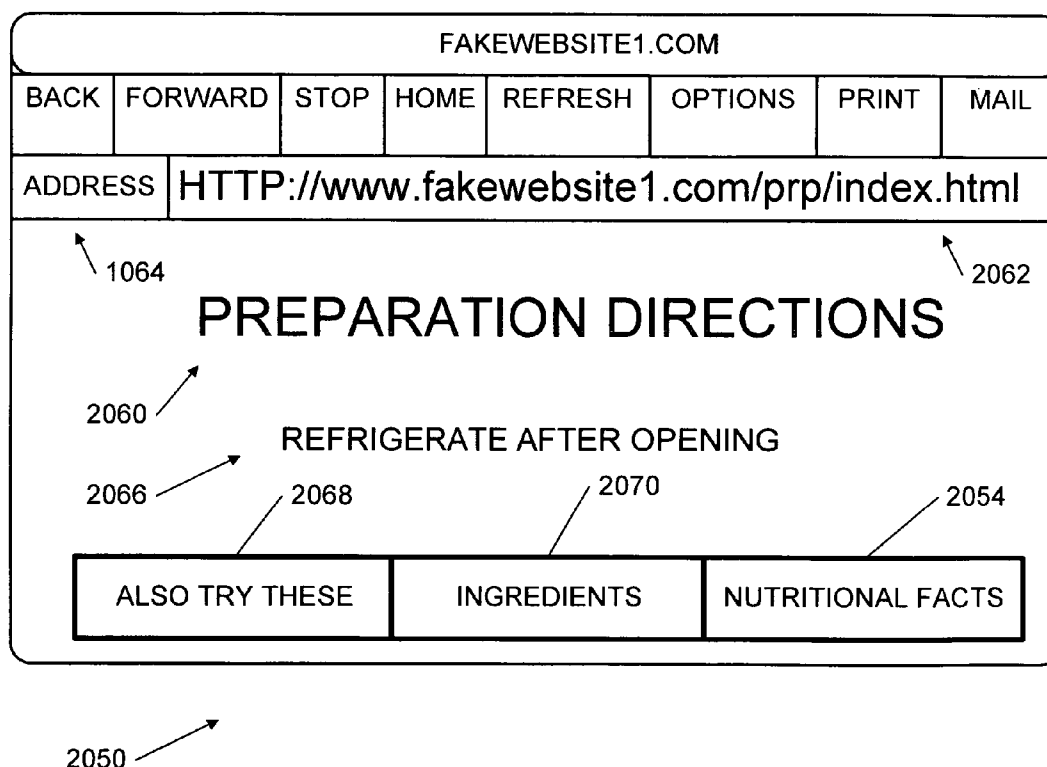 FAKEWEBSITE1.COM
BACK FORWARD STOP HOME REFRESH OPTIONS PRINT MAIL
ADDRESS HTTP://www.fakewebsite1.com/prp/index.html
1064 2062
PREPARATION DIRECTIONS
2060
REFRIGERATE AFTER OPENING
2066 2068 2070 2054
ALSO TRY THESE INGREDIENTS NUTRITIONAL FACTS
2050